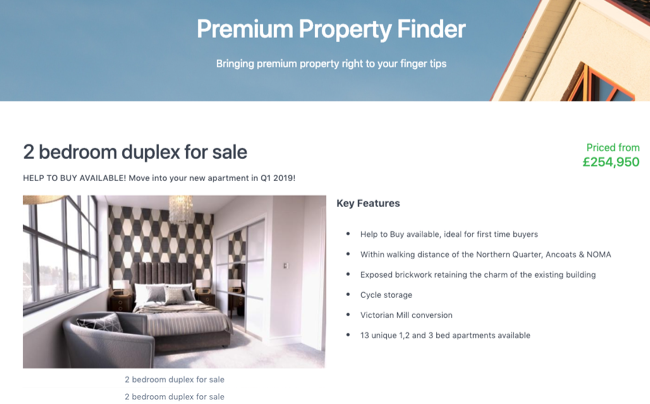 Premium Property Finder
Bringing premium property right to your finger tips
2 bedroom duplex for sale
Priced from
£254,950
HELP TO BUY AVAILABLE! Move into your new apartment in Q1 2019!
Key Features
Help to Buy available, ideal for first time buyers
Within walking distance of the Northern Quarter, Ancoats & NOMA
Exposed brickwork retaining the charm of the existing building
Cycle storage
Victorian Mill conversion
13 unique 1,2 and 3 bed apartments available
2 bedroom duplex for sale
2 bedroom duplex for sale